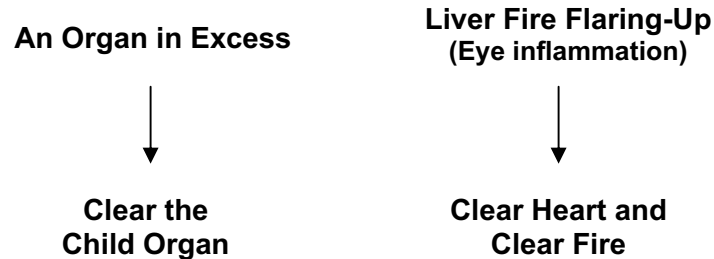 An Organ in Excess
Clear the
Child Organ
Liver Fire Flaring-Up
(Eye inflammation)
Clear Heart and
Clear Fire